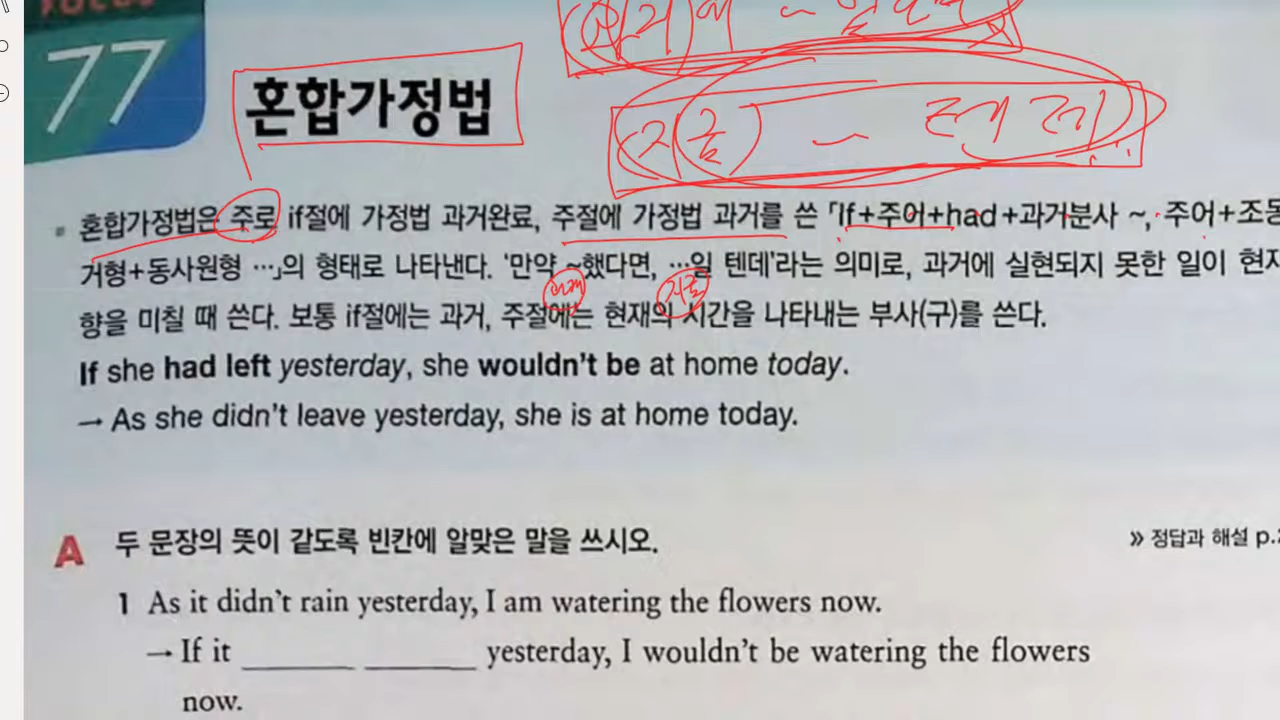 FOCUS
77
혼합가정법
지금 ~ 텐데
혼합가정법은 주로 if절에 가정법 과거완료, 주절에 가정법 과거를 쓴 「If+주어+had+과거분사 ~, 주어+조동
거형+동사원형 …」의 형태로 나타낸다. '만약 ~했다면, …일 텐데'라는 의미로, 과거에 실현되지 못한 일이 현재
지금
향을 미칠 때 쓴다. 보통 if절에는 과거, 주절에는 현재의 시간을 나타내는 부사(구)를 쓴다.
If she had left yesterday, she wouldn't be at home today.
→ As she didn't leave yesterday, she is at home today.
A 두 문장의 뜻이 같도록 빈칸에 알맞은 말을 쓰시오.
» 정답과 해설 p.2
1 As it didn't rain yesterday, I am watering the flowers now.
→ If it ________ ________ yesterday, I wouldn't be watering the flowers
now.